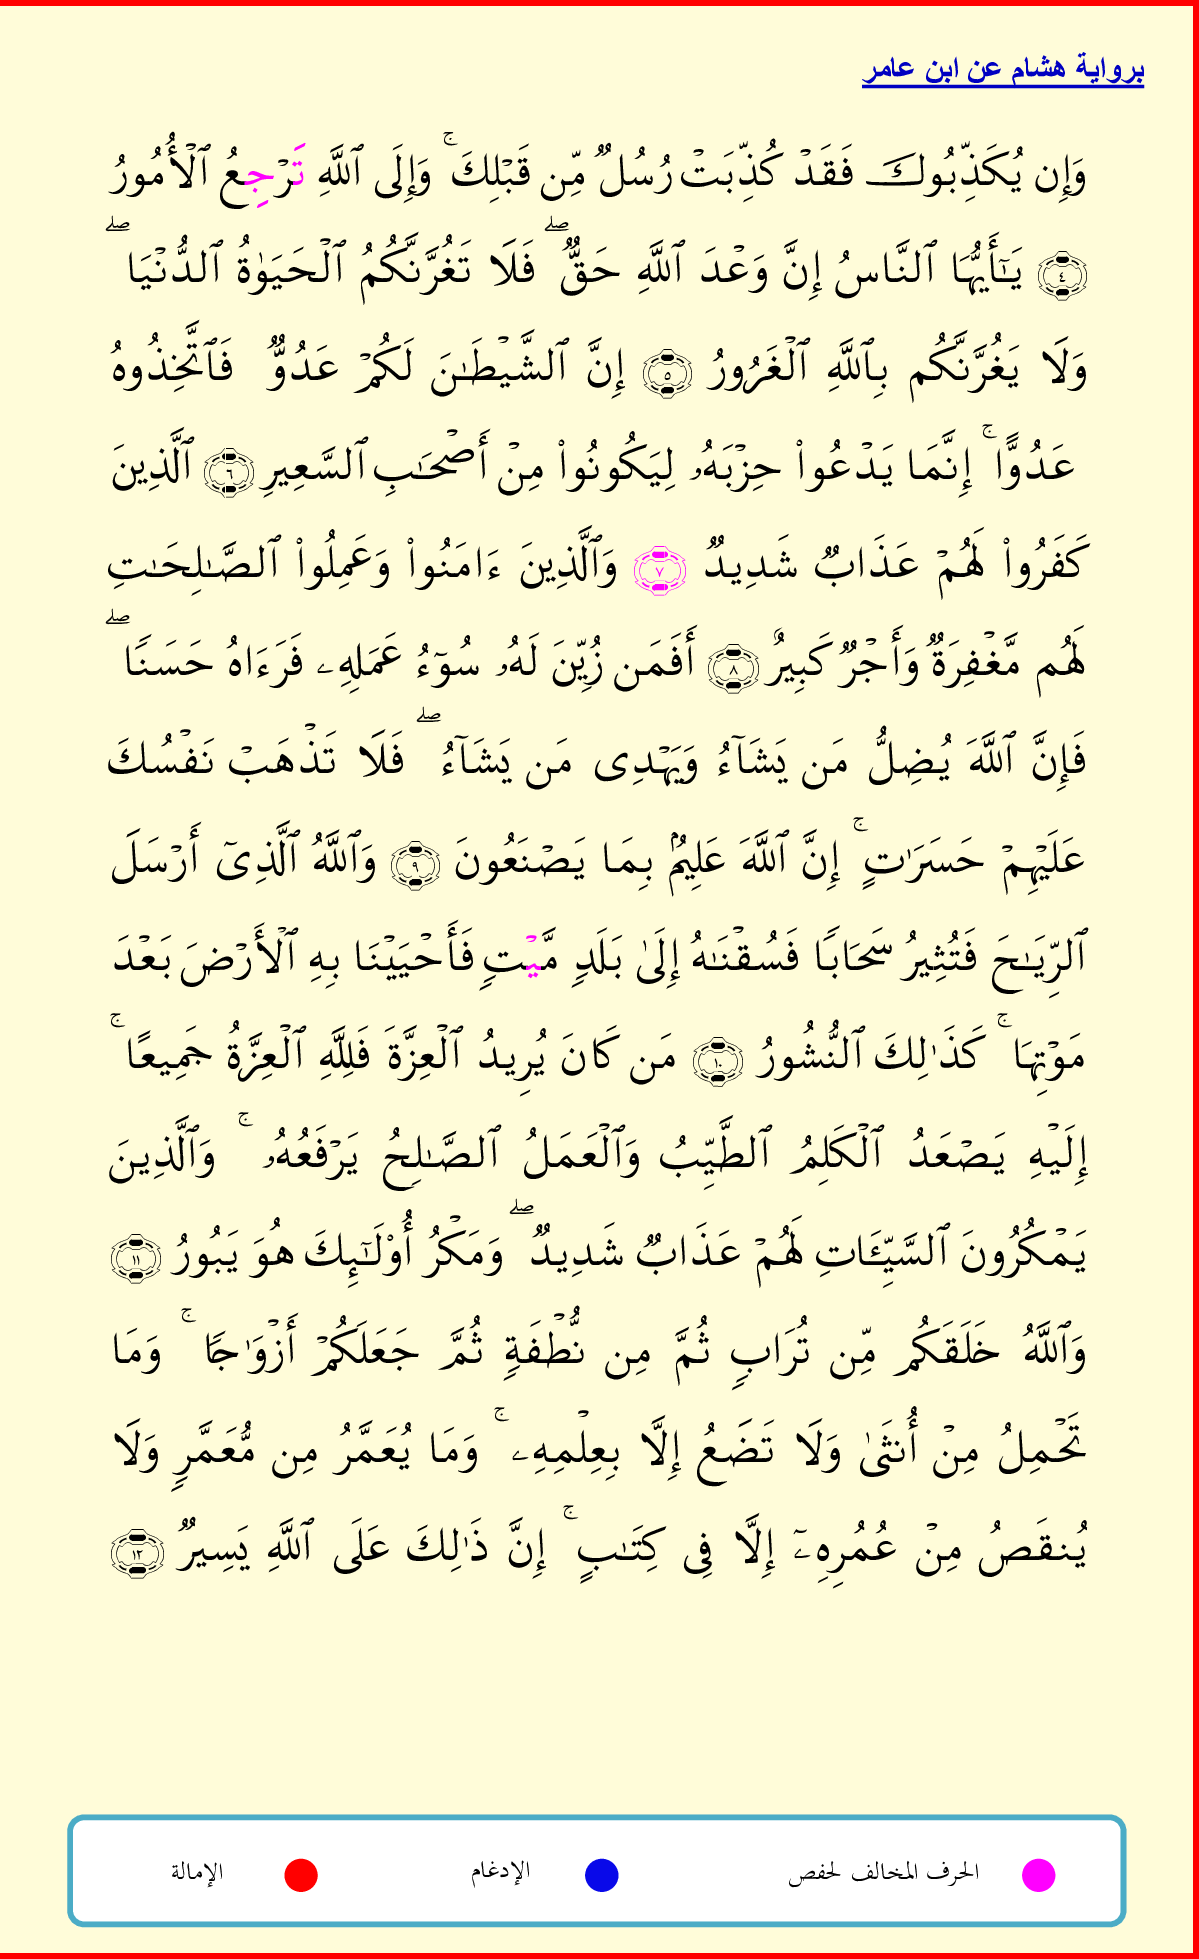 برواية هشام عن ابن عامر
وَإِن يُكَذِّبُوكَ فَقَدْ كُذِّبَتْ رُسُلٌ مِّن قَبْلِكَ ۚ وَإِلَى ٱللَّهِ تَرْجِعُ ٱلْأُمُورُ
٤ يَـٰٓأَيُّهَا ٱلنَّاسُ إِنَّ وَعْدَ ٱللَّهِ حَقٌّ ۖ فَلَا تَغُرَّنَّكُمُ ٱلْحَيَوٰةُ ٱلدُّنْيَا ۖ
وَلَا يَغُرَّنَّكُم بِٱللَّهِ ٱلْغَرُورُ ٥ إِنَّ ٱلشَّيْطَـٰنَ لَكُمْ عَدُوٌّ فَٱتَّخِذُوهُ
عَدُوًّا ۚ إِنَّمَا يَدْعُوا۟ حِزْبَهُۥ لِيَكُونُوا۟ مِنْ أَصْحَـٰبِ ٱلسَّعِيرِ ٦ ٱلَّذِينَ
كَفَرُوا۟ لَهُمْ عَذَابٌ شَدِيدٌ ٧ وَٱلَّذِينَ ءَامَنُوا۟ وَعَمِلُوا۟ ٱلصَّـٰلِحَـٰتِ
لَهُم مَّغْفِرَةٌ وَأَجْرٌ كَبِيرٌ ٨ أَفَمَن زُيِّنَ لَهُۥ سُوٓءُ عَمَلِهِۦ فَرَءَاهُ حَسَنًا ۖ
فَإِنَّ ٱللَّهَ يُضِلُّ مَن يَشَآءُ وَيَهْدِى مَن يَشَآءُ ۖ فَلَا تَذْهَبْ نَفْسُكَ
عَلَيْهِمْ حَسَرَٰتٍ ۚ إِنَّ ٱللَّهَ عَلِيمٌۢ بِمَا يَصْنَعُونَ ٩ وَٱللَّهُ ٱلَّذِىٓ أَرْسَلَ
ٱلرِّيَـٰحَ فَتُثِيرُ سَحَابًا فَسُقْنَـٰهُ إِلَىٰ بَلَدٍ مَّيْتٍ فَأَحْيَيْنَا بِهِ ٱلْأَرْضَ بَعْدَ
مَوْتِهَا ۚ كَذَٰلِكَ ٱلنُّشُورُ ١٠ مَن كَانَ يُرِيدُ ٱلْعِزَّةَ فَلِلَّهِ ٱلْعِزَّةُ جَمِيعًا ۚ
إِلَيْهِ يَصْعَدُ ٱلْكَلِمُ ٱلطَّيِّبُ وَٱلْعَمَلُ ٱلصَّـٰلِحُ يَرْفَعُهُۥ ۚ وَٱلَّذِينَ
يَمْكُرُونَ ٱلسَّيِّـَٔاتِ لَهُمْ عَذَابٌ شَدِيدٌ ۖ وَمَكْرُ أُو۟لَـٰٓئِكَ هُوَ يَبُورُ ١١
وَٱللَّهُ خَلَقَكُم مِّن تُرَابٍ ثُمَّ مِن نُّطْفَةٍ ثُمَّ جَعَلَكُمْ أَزْوَٰجًا ۚ وَمَا
تَحْمِلُ مِنْ أُنثَىٰ وَلَا تَضَعُ إِلَّا بِعِلْمِهِۦ ۚ وَمَا يُعَمَّرُ مِن مُّعَمَّرٍ وَلَا
يُنقَصُ مِنْ عُمُرِهِۦٓ إِلَّا فِى كِتَـٰبٍ ۚ إِنَّ ذَٰلِكَ عَلَى ٱللَّهِ يَسِيرٌ ١٢
الحرف المخالف لحفص الإدغام الإمالة